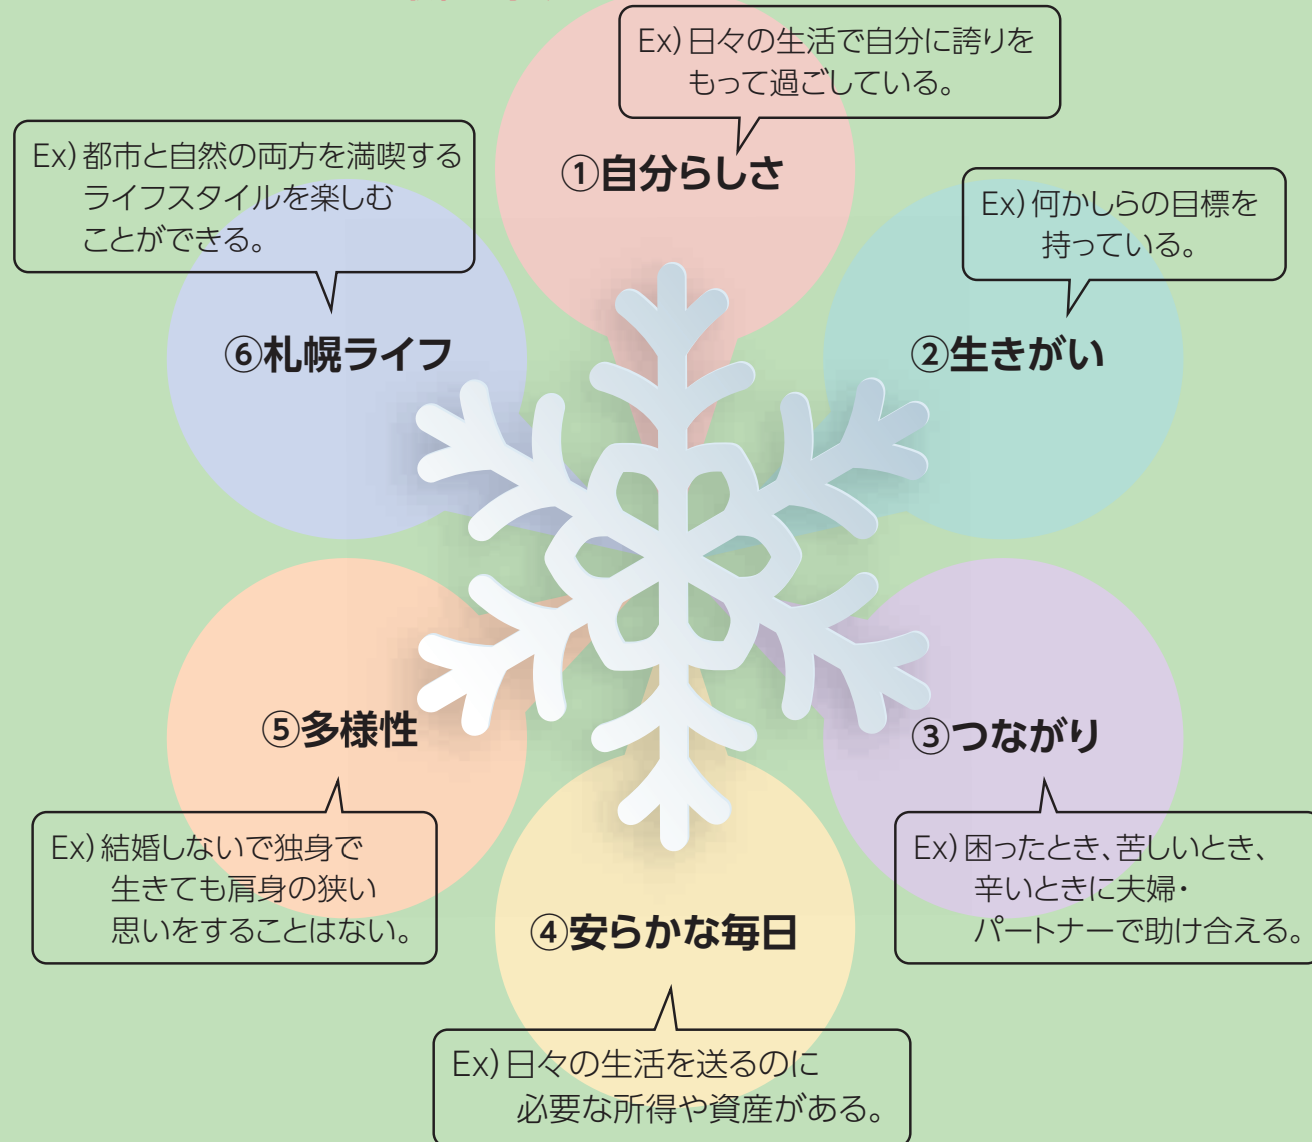 Ex)日々の生活で自分に誇りを
もって過ごしている。
①自分らしさ
Ex)何かしらの目標を
持っている。
②生きがい
③つながり
Ex)困ったとき、苦しいとき、
辛いときに夫婦・
パートナーで助け合える。
④安らかな毎日
Ex)日々の生活を送るのに
必要な所得や資産がある。
⑤多様性
Ex)結婚しないで独身で
生きても肩身の狭い
思いをすることはない。
Ex)都市と自然の両方を満喫する
ライフスタイルを楽しむ
ことができる。
⑥札幌ライフ